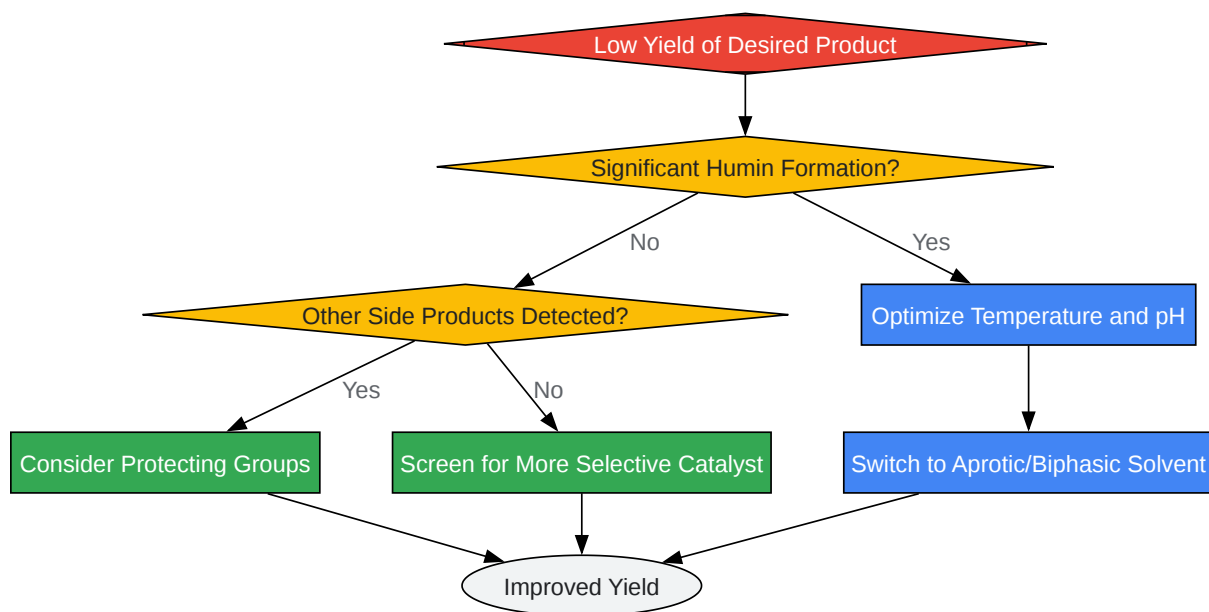 Low Yield of Desired Product
Significant Humin Formation?
No
Yes
Other Side Products Detected?
Optimize Temperature and pH
Yes
No
Consider Protecting Groups
Screen for More Selective Catalyst
Switch to Aprotic/Biphasic Solvent
Improved Yield